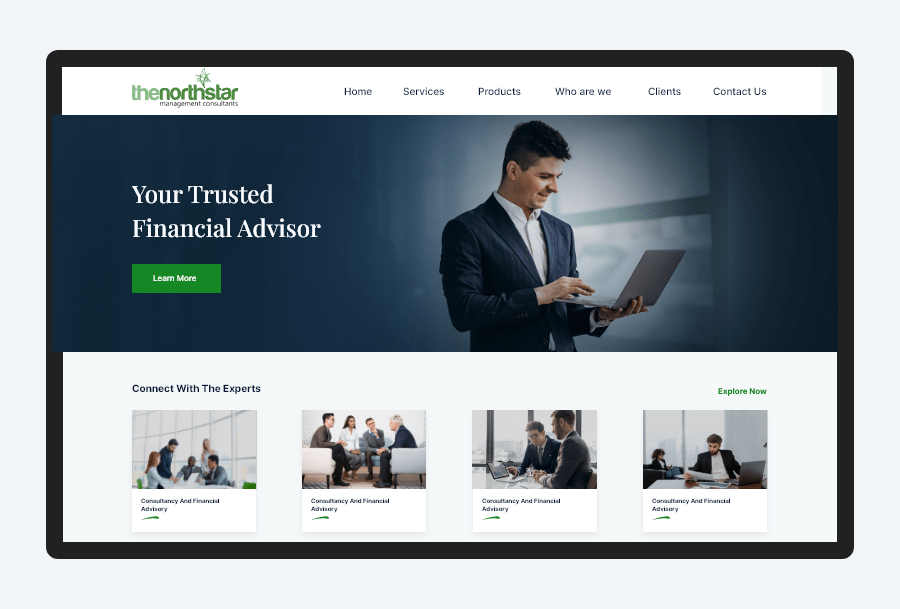 thenorthstar
management consultants
Home Services Products Who are we Clients Contact Us
Your Trusted
Financial Advisor
Learn More
Connect With The Experts
Explore Now
Consultancy And Financial
Advisory
Consultancy And Financial
Advisory
Consultancy And Financial
Advisory
Consultancy And Financial
Advisory